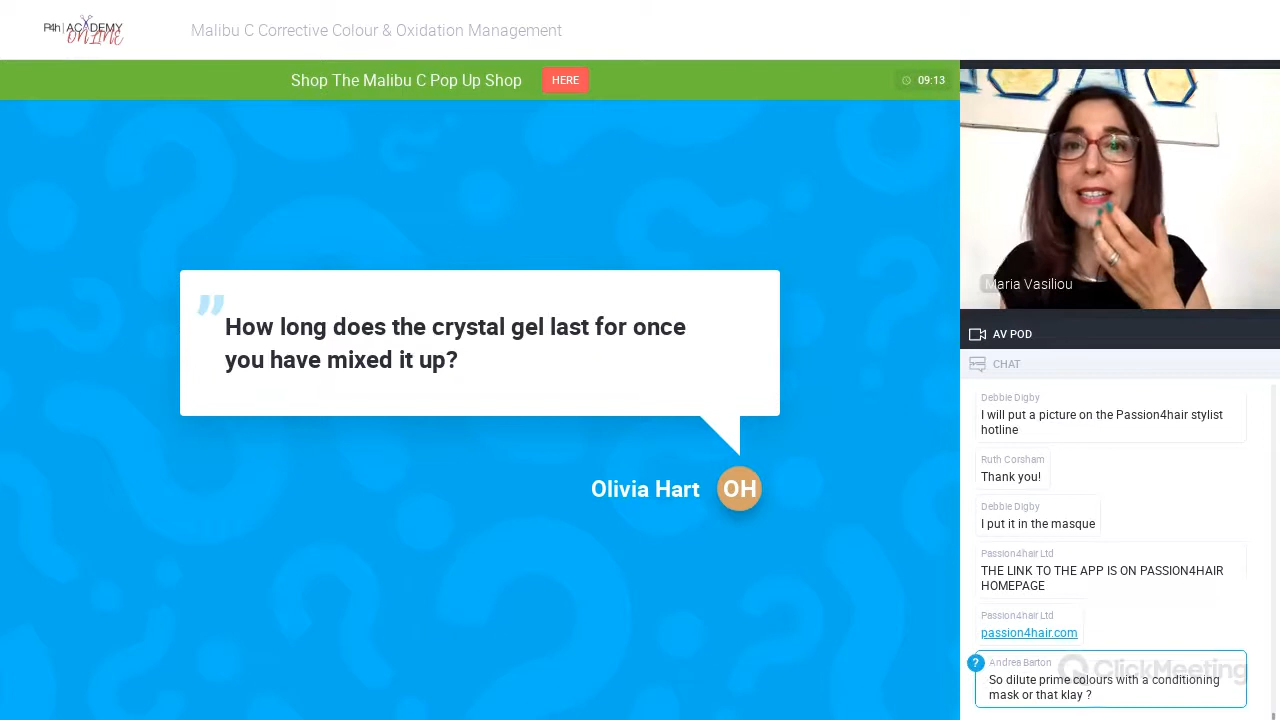 P4h | ACADEMY
ONLINE
Malibu C Corrective Colour & Oxidation Management
Shop The Malibu C Pop Up Shop
HERE
09:13
How long does the crystal gel last for once
you have mixed it up?
Olivia Hart
OH
Maria Vasiliou
AV POD
CHAT
Debbie Digby
I will put a picture on the Passion4hair stylist
hotline
Ruth Corsham
Thank you!
Debbie Digby
I put it in the masque
Passion4hair Ltd
THE LINK TO THE APP IS ON PASSION4HAIR
HOMEPAGE
Passion4hair Ltd
passion4hair.com
?
Andrea Barton
ClickMeeting
So dilute prime colours with a conditioning
mask or that klay ?